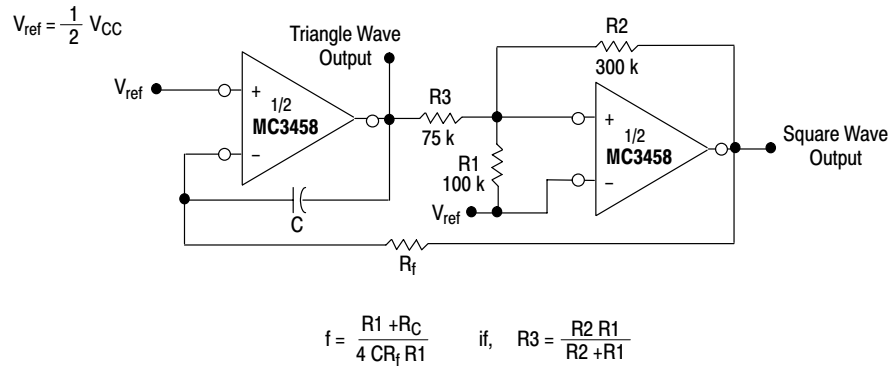 V_ref = 1/2 V_CC
Triangle Wave
Output
V_ref
+
–
1/2
MC3458
C
R3
75 k
R2
300 k
R1
100 k
V_ref
+
–
1/2
MC3458
Square Wave
Output
R_f
f = R1 +R_C / 4 CR_f R1 if, R3 = R2 R1 / R2 +R1